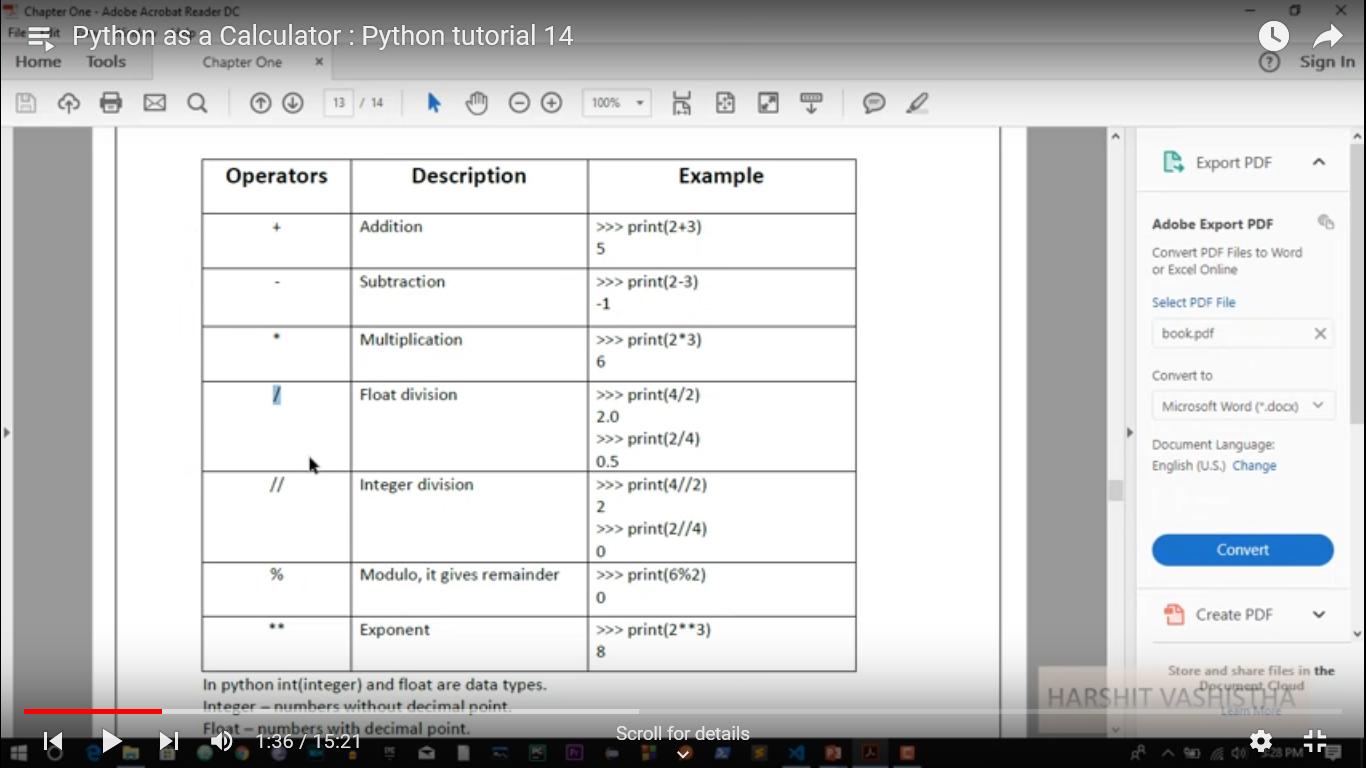 Chapter One - Adobe Acrobat Reader DC
Python as a Calculator : Python tutorial 14
Home Tools Chapter One × ? Sign In
13 / 14 100%
Operators Description Example
+ Addition >>> print(2+3)
5
- Subtraction >>> print(2-3)
-1
* Multiplication >>> print(2*3)
6
/ Float division >>> print(4/2)
2.0
>>> print(2/4)
0.5
// Integer division >>> print(4//2)
2
>>> print(2//4)
0
% Modulo, it gives remainder >>> print(6%2)
0
** Exponent >>> print(2**3)
8
In python int(integer) and float are data types.
Integer – numbers without decimal point.
Float – numbers with decimal point.
Export PDF
Adobe Export PDF
Convert PDF Files to Word
or Excel Online
Select PDF File
book.pdf
Convert to
Microsoft Word (*.docx)
Document Language:
English (U.S.) Change
Convert
Create PDF
Store and share files in the
Document Cloud
Learn More
HARSHIT VASHISTHA
1:36 / 15:21
Scroll for details